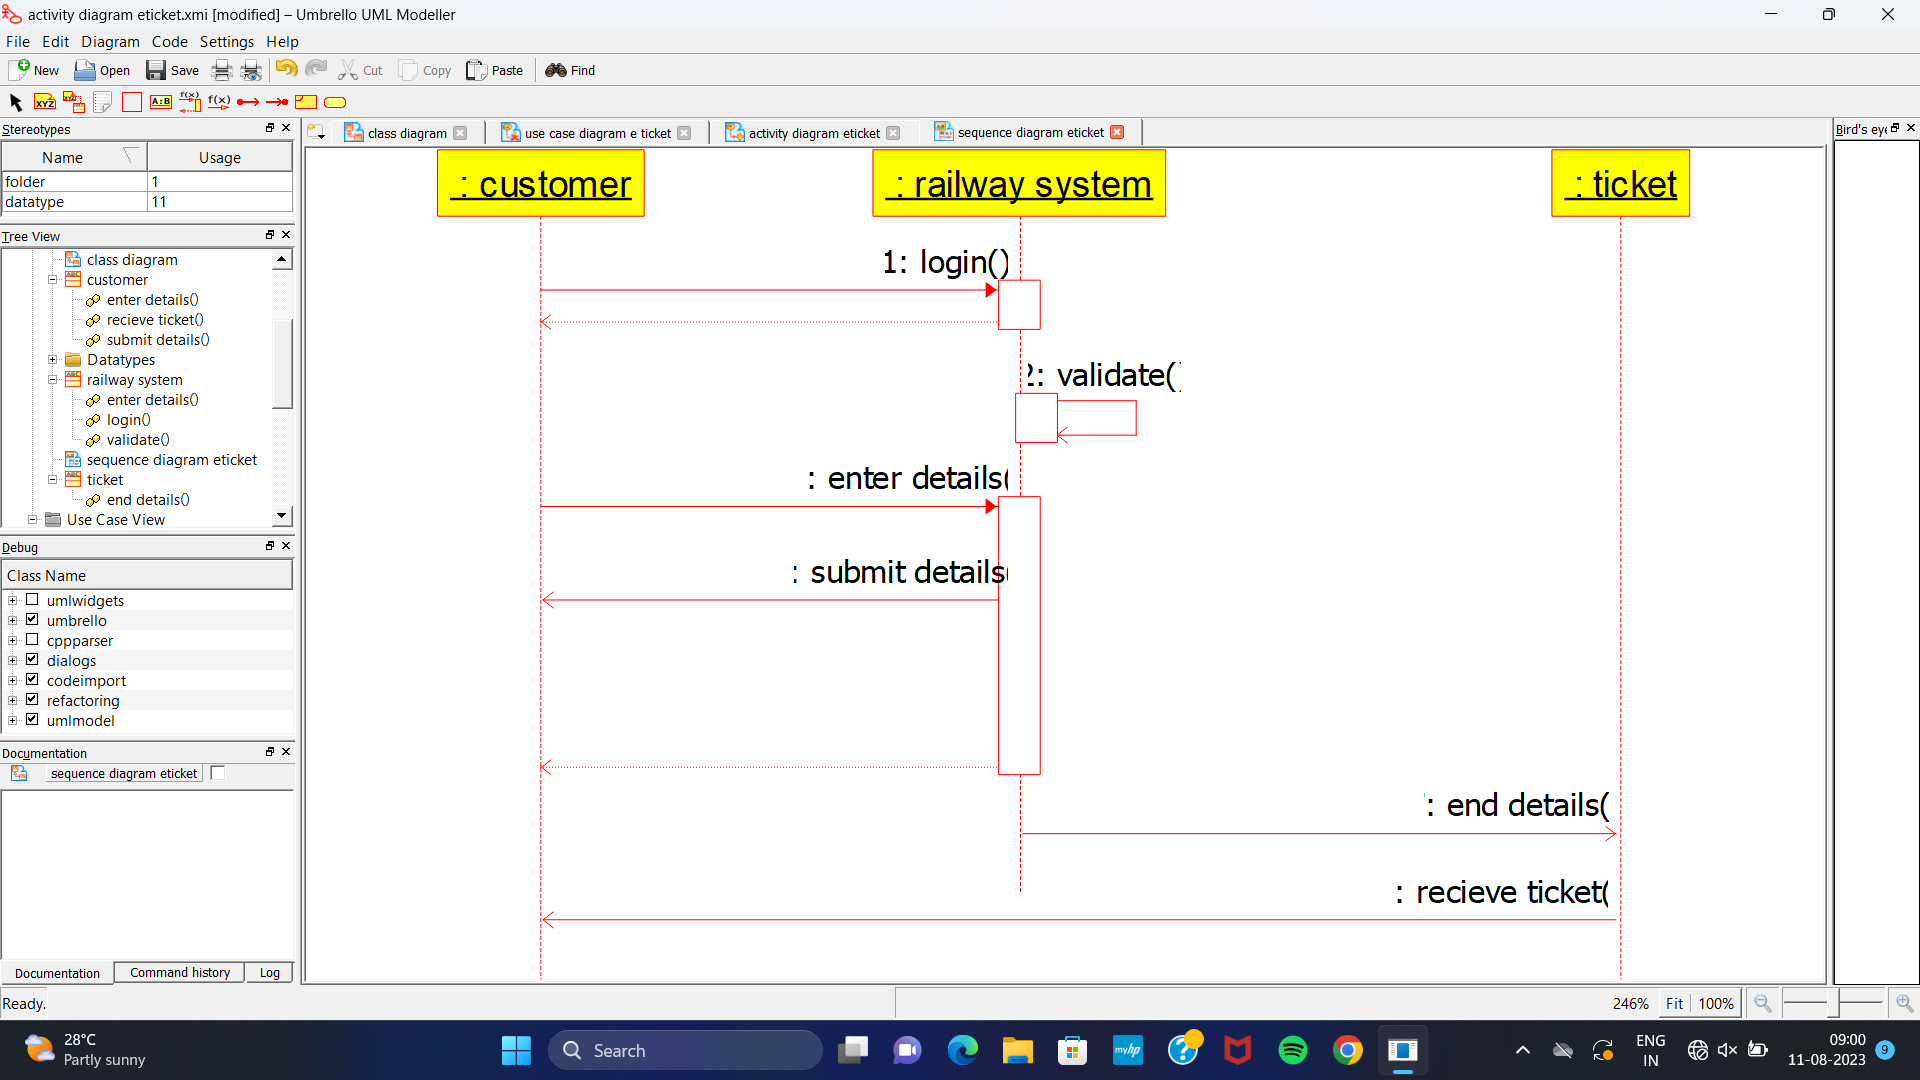 activity diagram eticket.xmi [modified] – Umbrello UML Modeller
File Edit Diagram Code Settings Help
New Open Save Cut Copy Paste Find
XYZ A:B f(x) f(x)
Stereotypes
Name Usage
folder 1
datatype 11
Tree View
class diagram
customer
enter details()
recieve ticket()
submit details()
Datatypes
railway system
enter details()
login()
validate()
sequence diagram eticket
ticket
end details()
Use Case View
Debug
Class Name
umlwidgets
umbrello
cppparser
dialogs
codeimport
refactoring
umlmodel
Documentation
sequence diagram eticket
Documentation Command history Log
Ready.
class diagram use case diagram e ticket activity diagram eticket sequence diagram eticket
: customer : railway system : ticket
1: login()
2: validate()
: enter details(
: submit details(
: end details(
: recieve ticket(
Bird's eye
246% Fit 100%
28°C
Partly sunny
Search
myhp
ENG
IN
09:00
11-08-2023
9